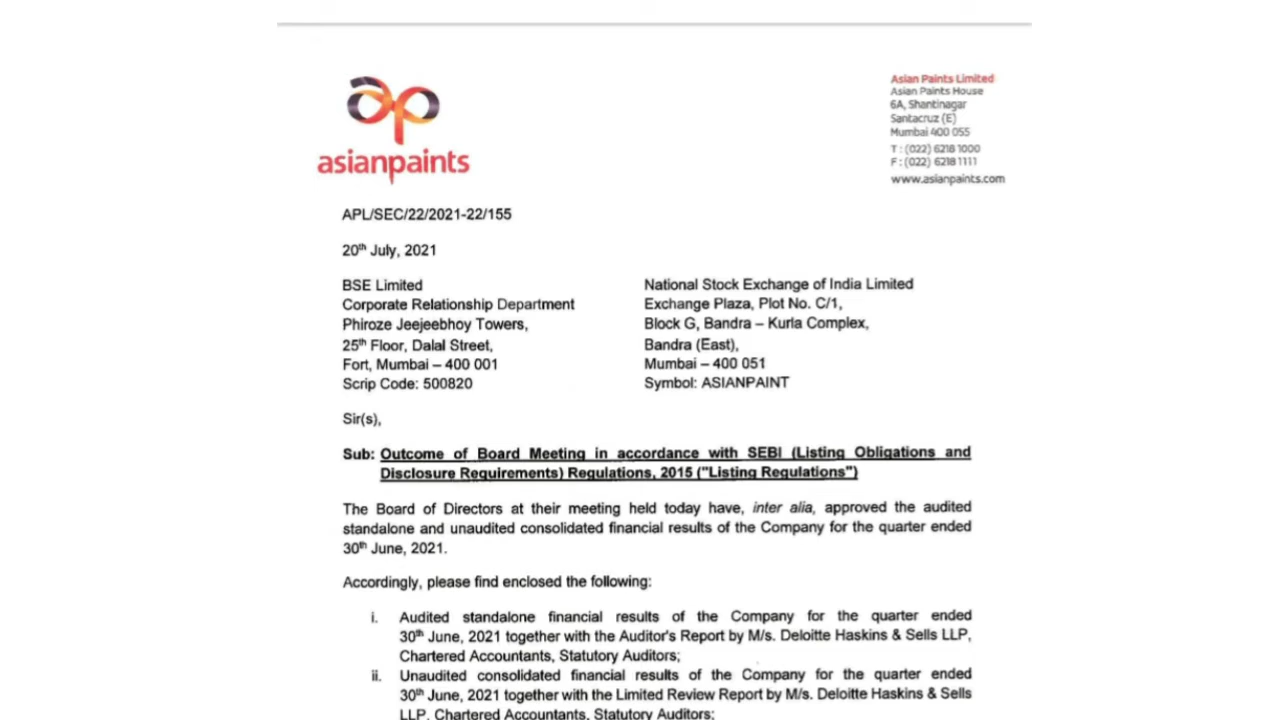 ap
asianpaints
Asian Paints Limited
Asian Paints House
6A, Shantinagar
Santacruz (E)
Mumbai 400 055
T : (022) 6218 1000
F : (022) 6218 1111
www.asianpaints.com
APL/SEC/22/2021-22/155
20th July, 2021
BSE Limited
Corporate Relationship Department
Phiroze Jeejeebhoy Towers,
25th Floor, Dalal Street,
Fort, Mumbai – 400 001
Scrip Code: 500820
National Stock Exchange of India Limited
Exchange Plaza, Plot No. C/1,
Block G, Bandra – Kurla Complex,
Bandra (East),
Mumbai – 400 051
Symbol: ASIANPAINT
Sir(s),
Sub: Outcome of Board Meeting in accordance with SEBI (Listing Obligations and
Disclosure Requirements) Regulations, 2015 ("Listing Regulations")
The Board of Directors at their meeting held today have, inter alia, approved the audited
standalone and unaudited consolidated financial results of the Company for the quarter ended
30th June, 2021.
Accordingly, please find enclosed the following:
i. Audited standalone financial results of the Company for the quarter ended
30th June, 2021 together with the Auditor's Report by M/s. Deloitte Haskins & Sells LLP,
Chartered Accountants, Statutory Auditors;
ii. Unaudited consolidated financial results of the Company for the quarter ended
30th June, 2021 together with the Limited Review Report by M/s. Deloitte Haskins & Sells
LLP, Chartered Accountants, Statutory Auditors;